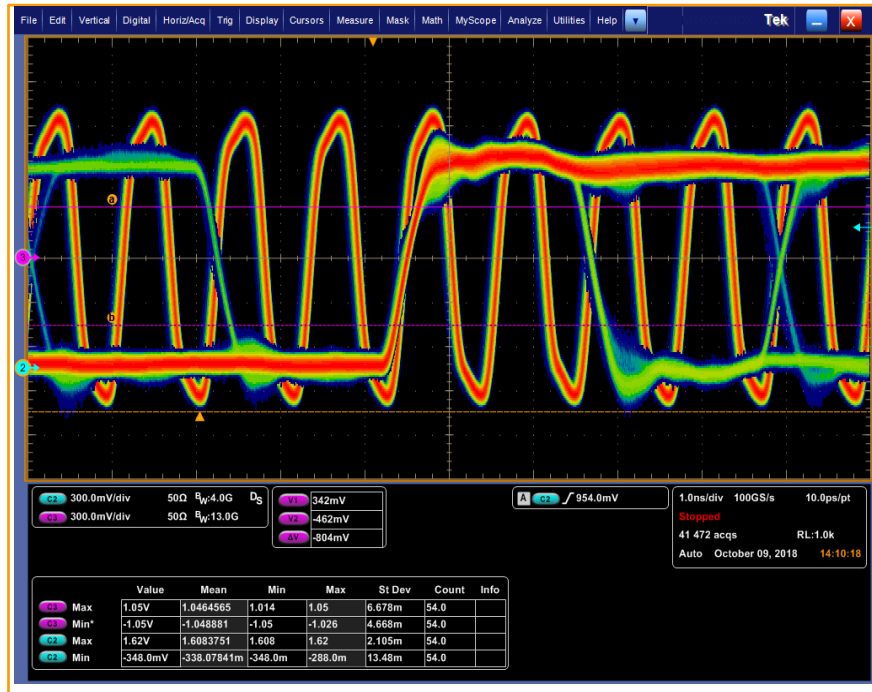 File Edit Vertical Digital Horiz/Acq Trig Display Cursors Measure Mask Math MyScope Analyze Utilities Help Tek X
a
3
b
2
C2 300.0mV/div 50Ω BW:4.0G DS
C3 300.0mV/div 50Ω BW:13.0G
V1 342mV
V2 -462mV
ΔV -804mV
A C2 954.0mV
1.0ns/div 100GS/s 10.0ps/pt
Stopped
41 472 acqs RL:1.0k
Auto October 09, 2018 14:10:18
Value Mean Min Max St Dev Count Info
C3 Max 1.05V 1.0464565 1.014 1.05 6.678m 54.0
C3 Min* -1.05V -1.048881 -1.05 -1.026 4.668m 54.0
C2 Max 1.62V 1.6083751 1.608 1.62 2.105m 54.0
C2 Min -348.0mV -338.07841m -348.0m -288.0m 13.48m 54.0